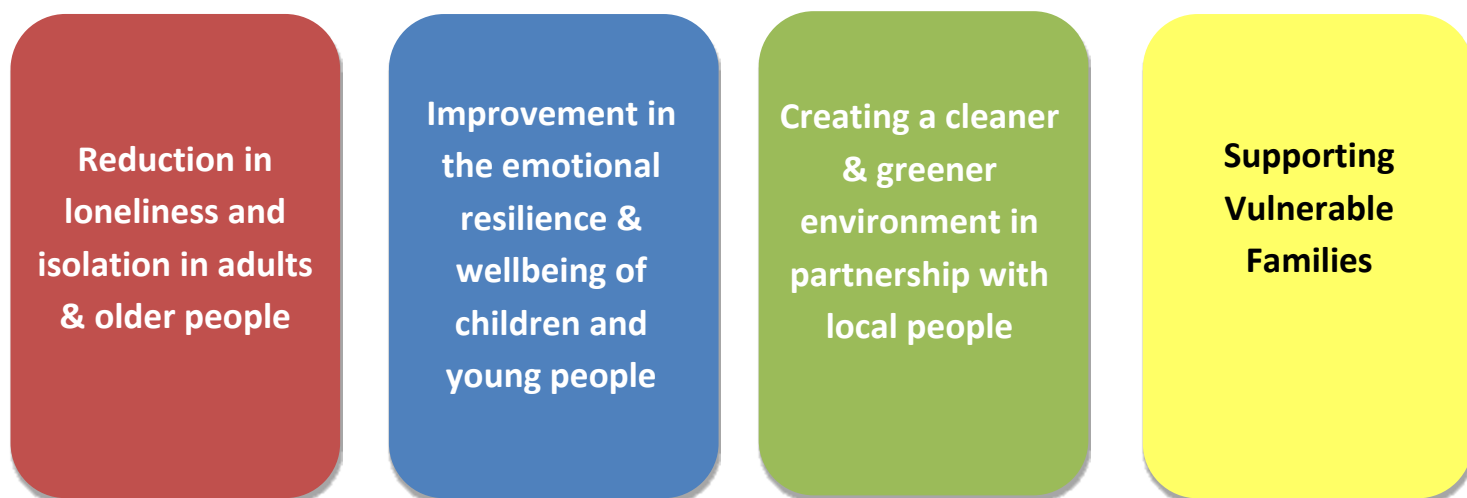 Reduction in
loneliness and
isolation in adults
& older people
Improvement in
the emotional
resilience &
wellbeing of
children and
young people
Creating a cleaner
& greener
environment in
partnership with
local people
Supporting
Vulnerable
Families